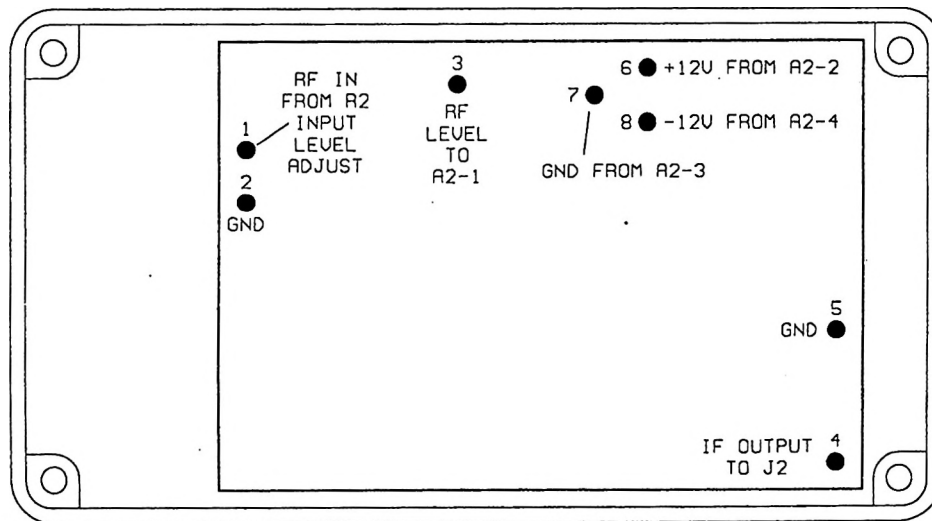 RF IN
FROM R2
INPUT
LEVEL
ADJUST
1
2
GND
3
RF
LEVEL
TO
A2-1
6 +12V FROM A2-2
7
8 -12V FROM A2-4
GND FROM A2-3
5
GND
IF OUTPUT 4
TO J2